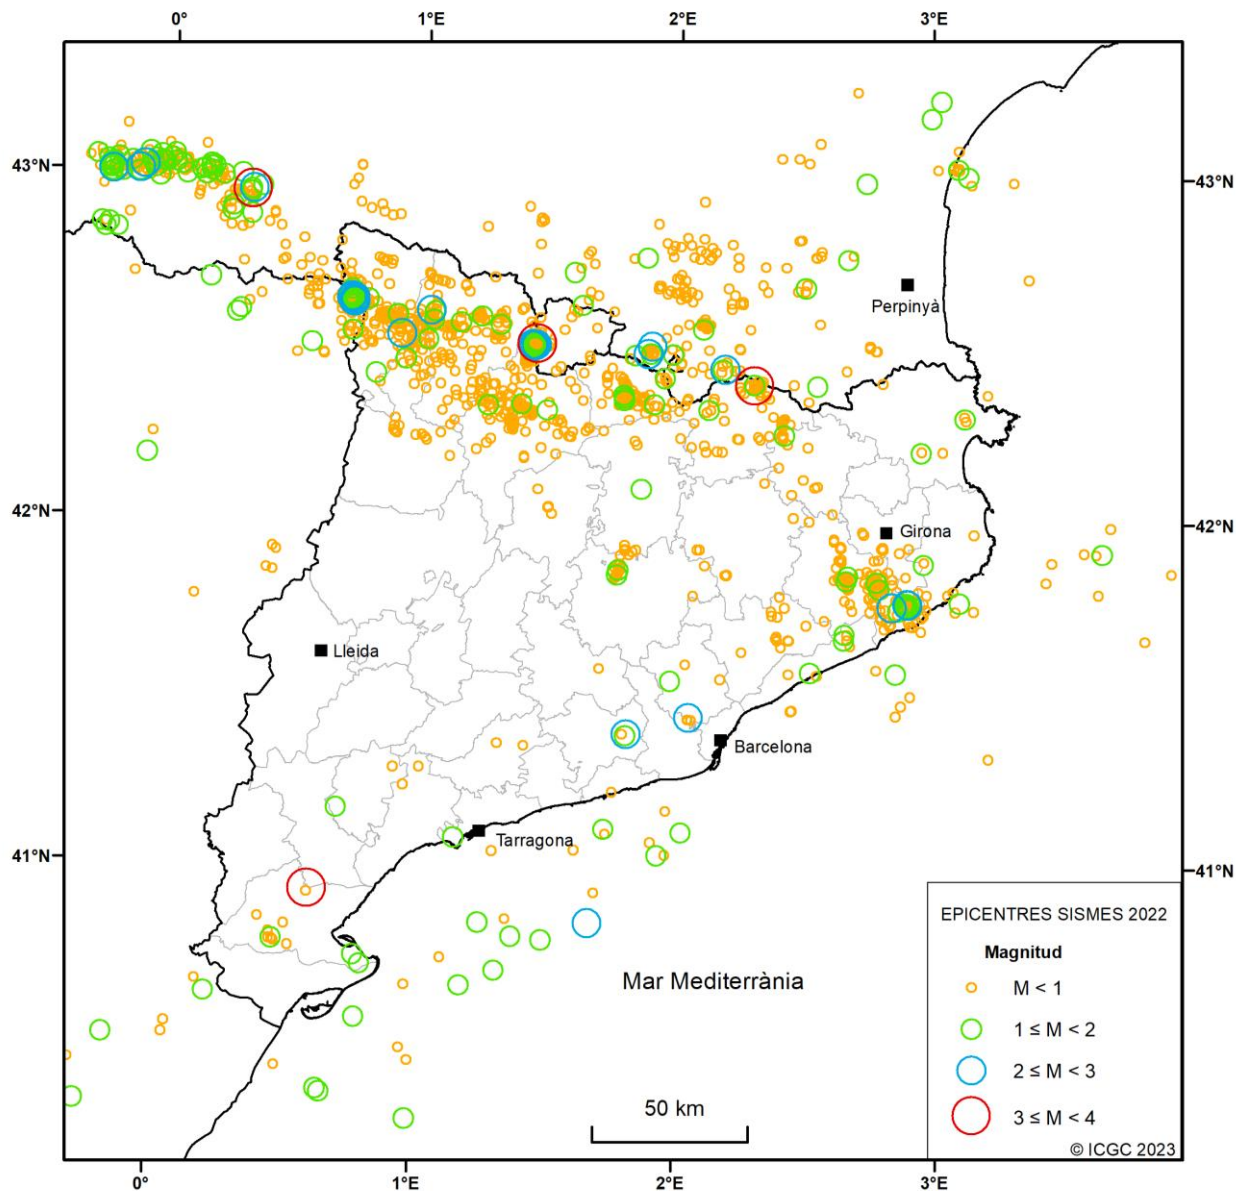 0° 1°E 2°E 3°E
43°N 43°N
Perpinyà
42°N 42°N
Girona
Lleida
Barcelona
Tarragona
41°N 41°N
EPICENTRES SISMES 2022
Magnitud
M < 1
Mar Mediterrània
1 ≤ M < 2
2 ≤ M < 3
50 km
3 ≤ M < 4
© ICGC 2023
0° 1°E 2°E 3°E